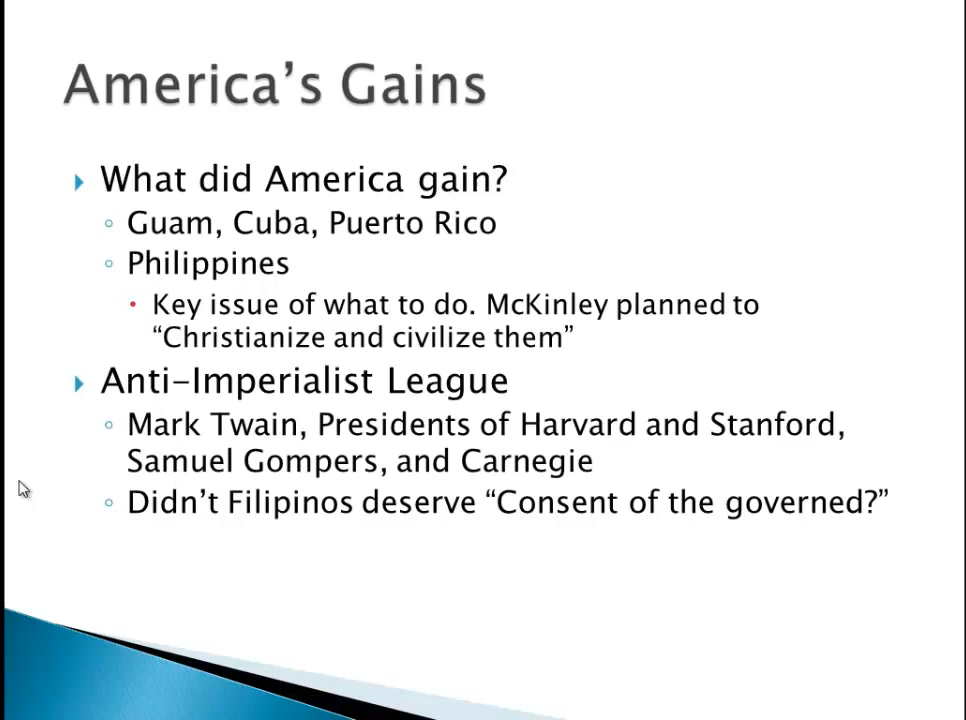 America’s Gains
What did America gain?
Guam, Cuba, Puerto Rico
Philippines
Key issue of what to do. McKinley planned to
“Christianize and civilize them”
Anti-Imperialist League
Mark Twain, Presidents of Harvard and Stanford,
Samuel Gompers, and Carnegie
Didn’t Filipinos deserve “Consent of the governed?”